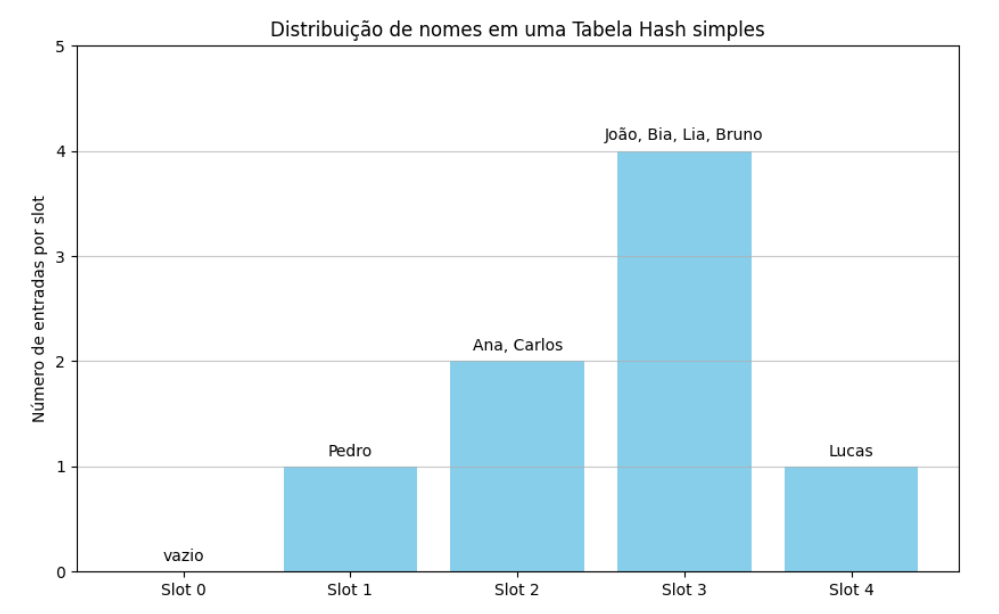 Distribuição de nomes em uma Tabela Hash simples
Número de entradas por slot
5
4
3
2
1
0
João, Bia, Lia, Bruno
Ana, Carlos
Pedro
Lucas
vazio
Slot 0
Slot 1
Slot 2
Slot 3
Slot 4